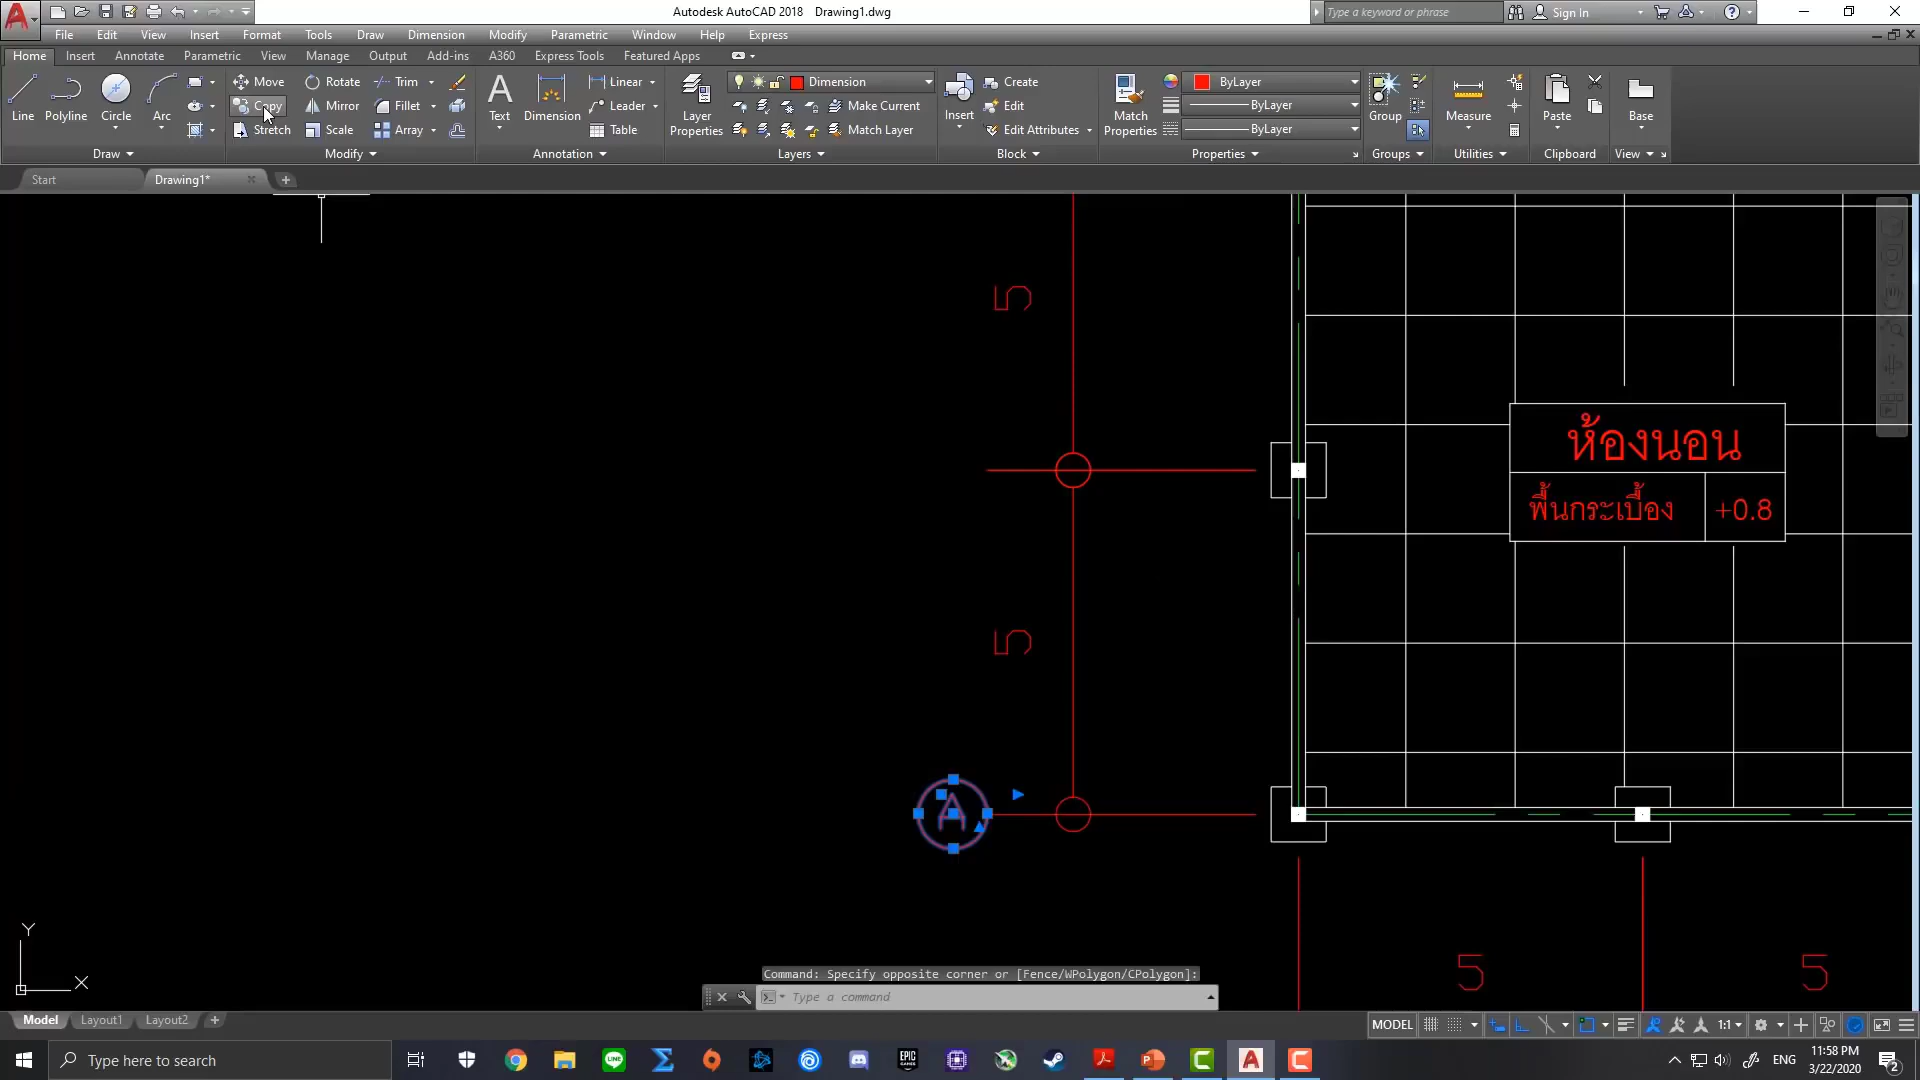 Autodesk AutoCAD 2018 Drawing1.dwg
Type a keyword or phrase
Sign In
File Edit View Insert Format Tools Draw Dimension Modify Parametric Window Help Express
Home Insert Annotate Parametric View Manage Output Add-ins A360 Express Tools Featured Apps
Line
Polyline
Circle
Arc
Draw
Move
Copy
Stretch
Rotate
Mirror
Scale
Trim
Fillet
Array
Modify
Text
Dimension
Linear
Leader
Table
Annotation
Layer
Properties
Dimension
Make Current
Match Layer
Layers
Insert
Create
Edit
Edit Attributes
Block
Match
Properties
ByLayer
ByLayer
ByLayer
Properties
Group
Groups
Measure
Utilities
Paste
Clipboard
Base
View
Start
Drawing1*
5
ห้องนอน
พื้นกระเบื้อง
+0.8
5
A
5
5
Y
X
Command: Specify opposite corner or [Fence/WPolygon/CPolygon]:
Type a command
Model Layout1 Layout2
MODEL
1:1
Type here to search
EPIC
LINE
ENG
11:58 PM
3/22/2020
2